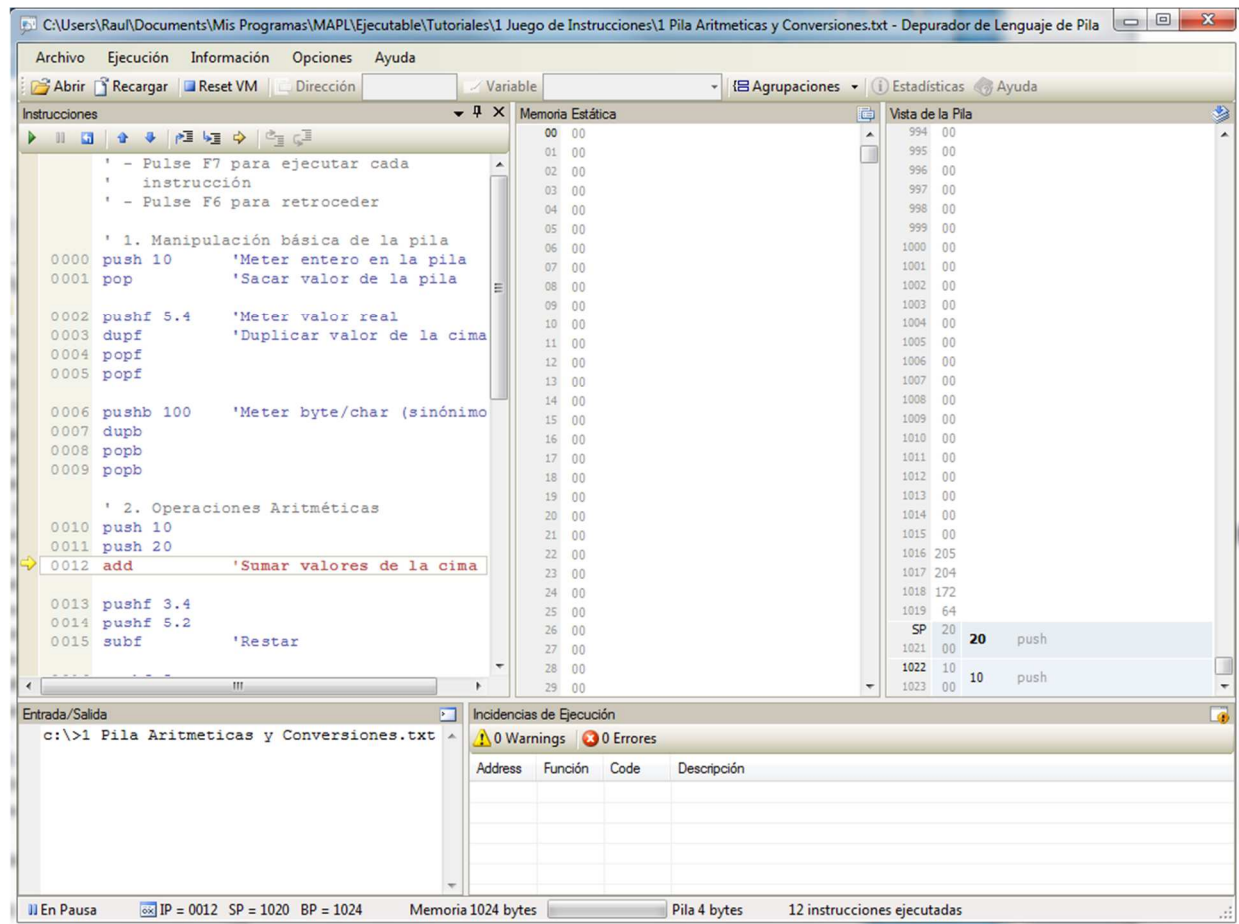 C:\Users\Raul\Documents\Mis Programas\MAPL\Ejecutable\Tutoriales\1 Juego de Instrucciones\1 Pila Aritmeticas y Conversiones.txt - Depurador de Lenguaje de Pila
Archivo Ejecución Información Opciones Ayuda
Abrir Recargar Reset VM Dirección Variable Agrupaciones Estadísticas Ayuda
Instrucciones
' - Pulse F7 para ejecutar cada
' instrucción
' - Pulse F6 para retroceder
' 1. Manipulación básica de la pila
0000 push 10 'Meter entero en la pila
0001 pop 'Sacar valor de la pila
0002 pushf 5.4 'Meter valor real
0003 dupf 'Duplicar valor de la cima
0004 popf
0005 popf
0006 pushb 100 'Meter byte/char (sinónimo
0007 dupb
0008 popb
0009 popb
' 2. Operaciones Aritméticas
0010 push 10
0011 push 20
0012 add 'Sumar valores de la cima
0013 pushf 3.4
0014 pushf 5.2
0015 subf 'Restar
Memoria Estática
00 00
01 00
02 00
03 00
04 00
05 00
06 00
07 00
08 00
09 00
10 00
11 00
12 00
13 00
14 00
15 00
16 00
17 00
18 00
19 00
20 00
21 00
22 00
23 00
24 00
25 00
26 00
27 00
28 00
29 00
Vista de la Pila
994 00
995 00
996 00
997 00
998 00
999 00
1000 00
1001 00
1002 00
1003 00
1004 00
1005 00
1006 00
1007 00
1008 00
1009 00
1010 00
1011 00
1012 00
1013 00
1014 00
1015 00
1016 205
1017 204
1018 172
1019 64
SP 20
20 push
1021 00
1022 10
10 push
1023 00
Entrada/Salida
c:\>1 Pila Aritmeticas y Conversiones.txt
Incidencias de Ejecución
0 Warnings 0 Errores
Address Función Code Descripción
En Pausa IP = 0012 SP = 1020 BP = 1024 Memoria 1024 bytes Pila 4 bytes 12 instrucciones ejecutadas